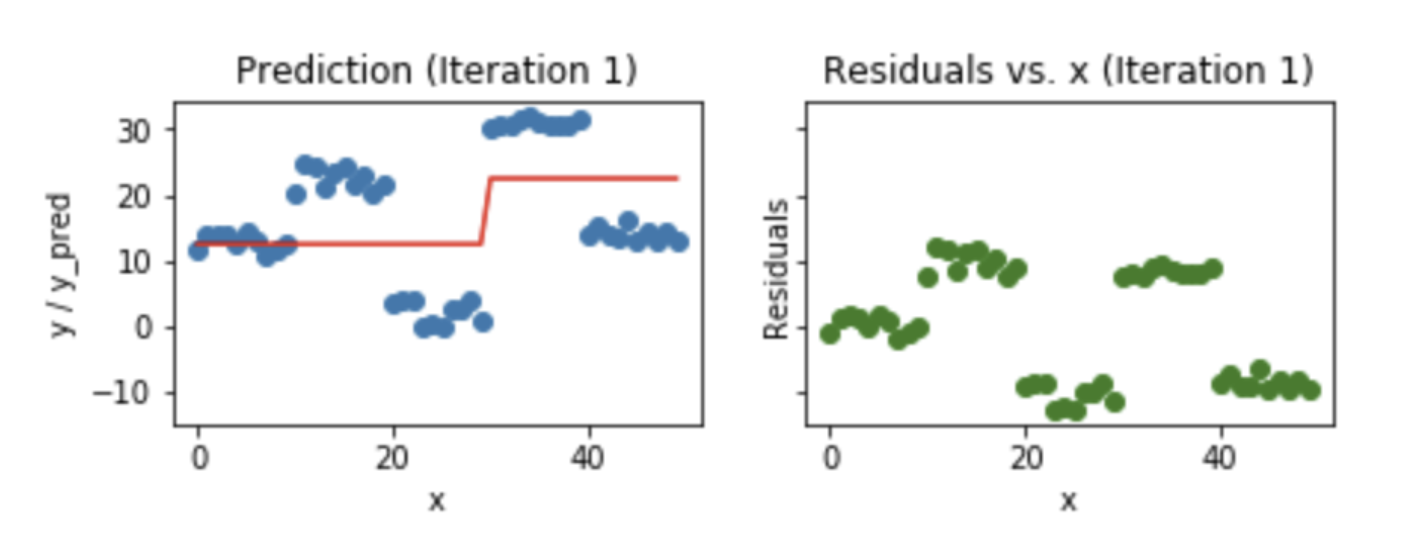 Prediction (Iteration 1)
y / y_pred
30
20
10
0
−10
0 20 40
x
Residuals vs. x (Iteration 1)
Residuals
0 20 40
x